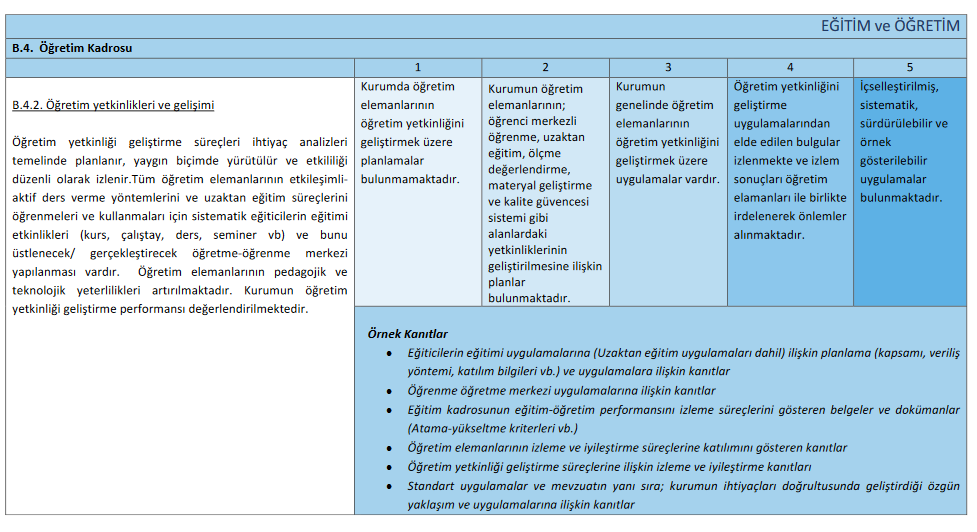 EĞİTİM ve ÖĞRETİM
B.4. Öğretim Kadrosu
1
2
3
4
5
B.4.2. Öğretim yetkinlikleri ve gelişimi
Öğretim yetkinliği geliştirme süreçleri ihtiyaç analizleri
temelinde planlanır, yaygın biçimde yürütülür ve etkililiği
düzenli olarak izlenir.Tüm öğretim elemanlarının etkileşimli-
aktif ders verme yöntemlerini ve uzaktan eğitim süreçlerini
öğrenmeleri ve kullanmaları için sistematik eğiticilerin eğitimi
etkinlikleri (kurs, çalıştay, ders, seminer vb) ve bunu
üstlenecek/ gerçekleştirecek öğretme-öğrenme merkezi
yapılanması vardır. Öğretim elemanlarının pedagojik ve
teknolojik yeterlilikleri artırılmaktadır. Kurumun öğretim
yetkinliği geliştirme performansı değerlendirilmektedir.
Kurumda öğretim
elemanlarının
öğretim yetkinliğini
geliştirmek üzere
planlamalar
bulunmamaktadır.
Kurumun öğretim
elemanlarının;
öğrenci merkezli
öğrenme, uzaktan
eğitim, ölçme
değerlendirme,
materyal geliştirme
ve kalite güvencesi
sistemi gibi
alanlardaki
yetkinliklerinin
geliştirilmesine ilişkin
planlar
bulunmaktadır.
Kurumun
genelinde öğretim
elemanlarının
öğretim yetkinliğini
geliştirmek üzere
uygulamalar vardır.
Öğretim yetkinliğini
geliştirme
uygulamalarından
elde edilen bulgular
izlenmekte ve izlem
sonuçları öğretim
elamanları ile birlikte
irdelenerek önlemler
alınmaktadır.
İçselleştirilmiş,
sistematik,
sürdürülebilir ve
örnek
gösterilebilir
uygulamalar
bulunmaktadır.
Örnek Kanıtlar
• Eğiticilerin eğitimi uygulamalarına (Uzaktan eğitim uygulamaları dahil) ilişkin planlama (kapsamı, veriliş
yöntemi, katılım bilgileri vb.) ve uygulamalara ilişkin kanıtlar
• Öğrenme öğretme merkezi uygulamalarına ilişkin kanıtlar
• Eğitim kadrosunun eğitim-öğretim performansını izleme süreçlerini gösteren belgeler ve dokümanlar
(Atama-yükseltme kriterleri vb.)
• Öğretim elemanlarının izleme ve iyileştirme süreçlerine katılımını gösteren kanıtlar
• Öğretim yetkinliği geliştirme süreçlerine ilişkin izleme ve iyileştirme kanıtları
• Standart uygulamalar ve mevzuatın yanı sıra; kurumun ihtiyaçları doğrultusunda geliştirdiği özgün
yaklaşım ve uygulamalarına ilişkin kanıtlar